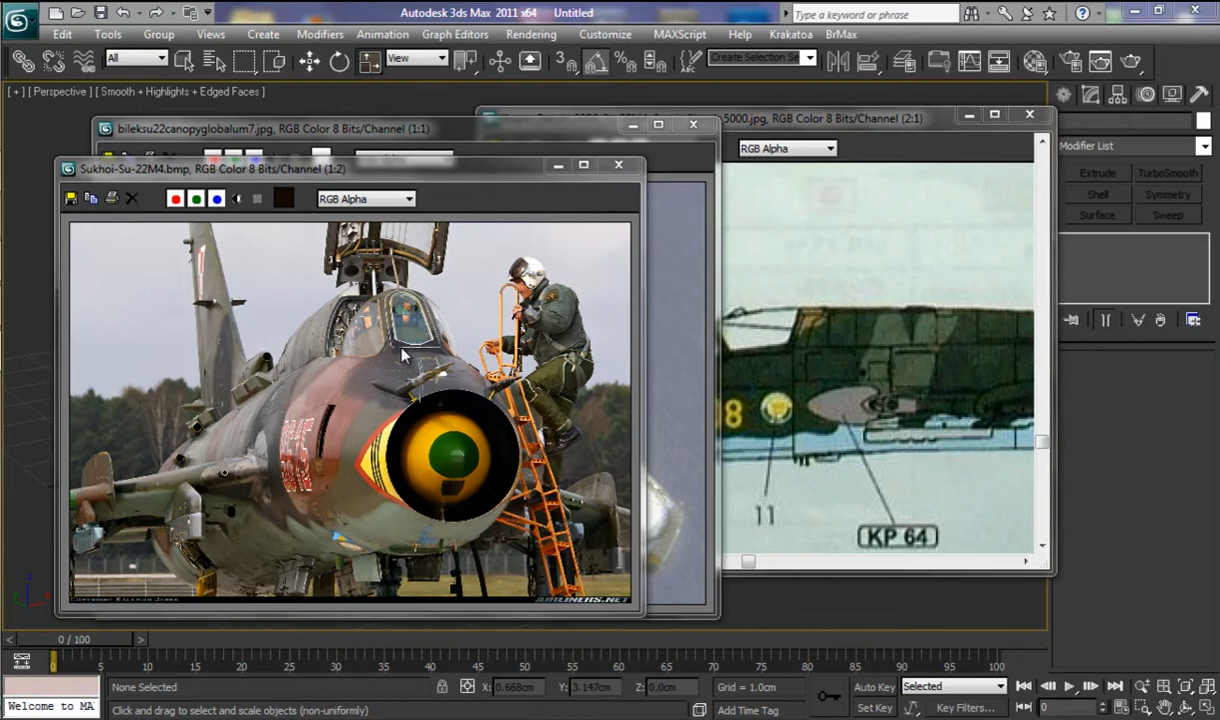 Autodesk 3ds Max 2011 x64 Untitled
Type a keyword or phrase
Edit Tools Group Views Create Modifiers Animation Graph Editors Rendering Customize MAXScript Help Krakatoa BrMax
All View 3 Create Selection Se
[ + ] [ Perspective ] [ Smooth + Highlights + Edged Faces ]
bileksu22canopyglobalum7.jpg, RGB Color 8 Bits/Channel (1:1)
5000.jpg, RGB Color 8 Bits/Channel (2:1)
RGB Alpha
Modifier List
Sukhoi-Su-22M4.bmp, RGB Color 8 Bits/Channel (1:2)
RGB Alpha
Extrude TurboSmooth
Shell Symmetry
Surface Sweep
8
11
KP 64
AIRLINERS.NET
0 / 100
0 5 10 15 20 25 30 35 40 45 50 55 60 65 70 75 80 85 90 95 100
None Selected X: 0.668cm Y: 3.147cm Z: 0.0cm Grid = 1.0cm Auto Key Selected
Welcome to MA Click and drag to select and scale objects (non-uniformly) Add Time Tag Set Key Key Filters... 0